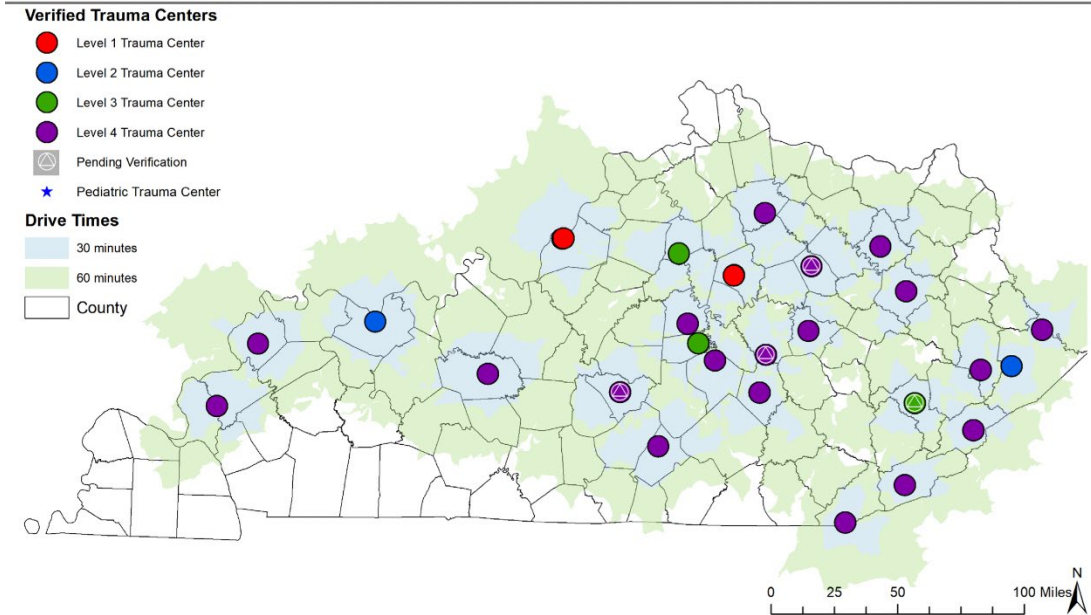 Verified Trauma Centers
Level 1 Trauma Center
Level 2 Trauma Center
Level 3 Trauma Center
Level 4 Trauma Center
Pending Verification
Pediatric Trauma Center
Drive Times
30 minutes
60 minutes
County
N
0 25 50 100 Miles